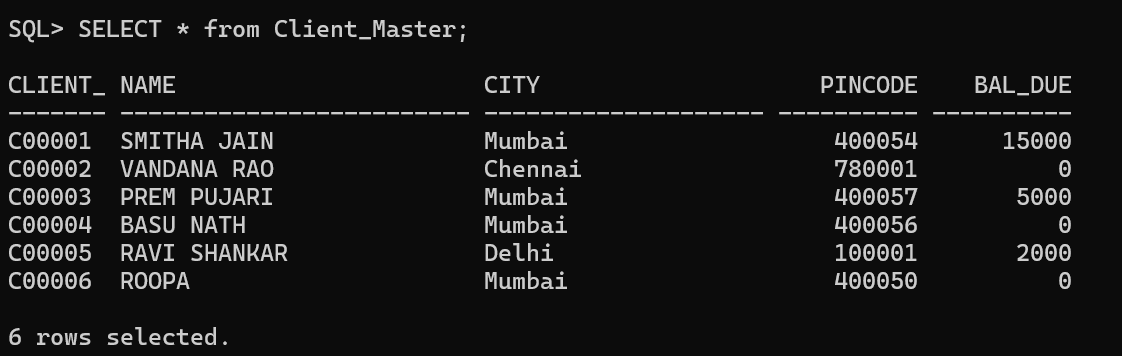 SQL> SELECT * from Client_Master;
CLIENT_ NAME                      CITY                    PINCODE    BAL_DUE
------- ------------------------- -------------------- ---------- ----------
C00001  SMITHA JAIN               Mumbai                   400054      15000
C00002  VANDANA RAO               Chennai                  780001          0
C00003  PREM PUJARI               Mumbai                   400057       5000
C00004  BASU NATH                 Mumbai                   400056          0
C00005  RAVI SHANKAR              Delhi                    100001       2000
C00006  ROOPA                     Mumbai                   400050          0
6 rows selected.